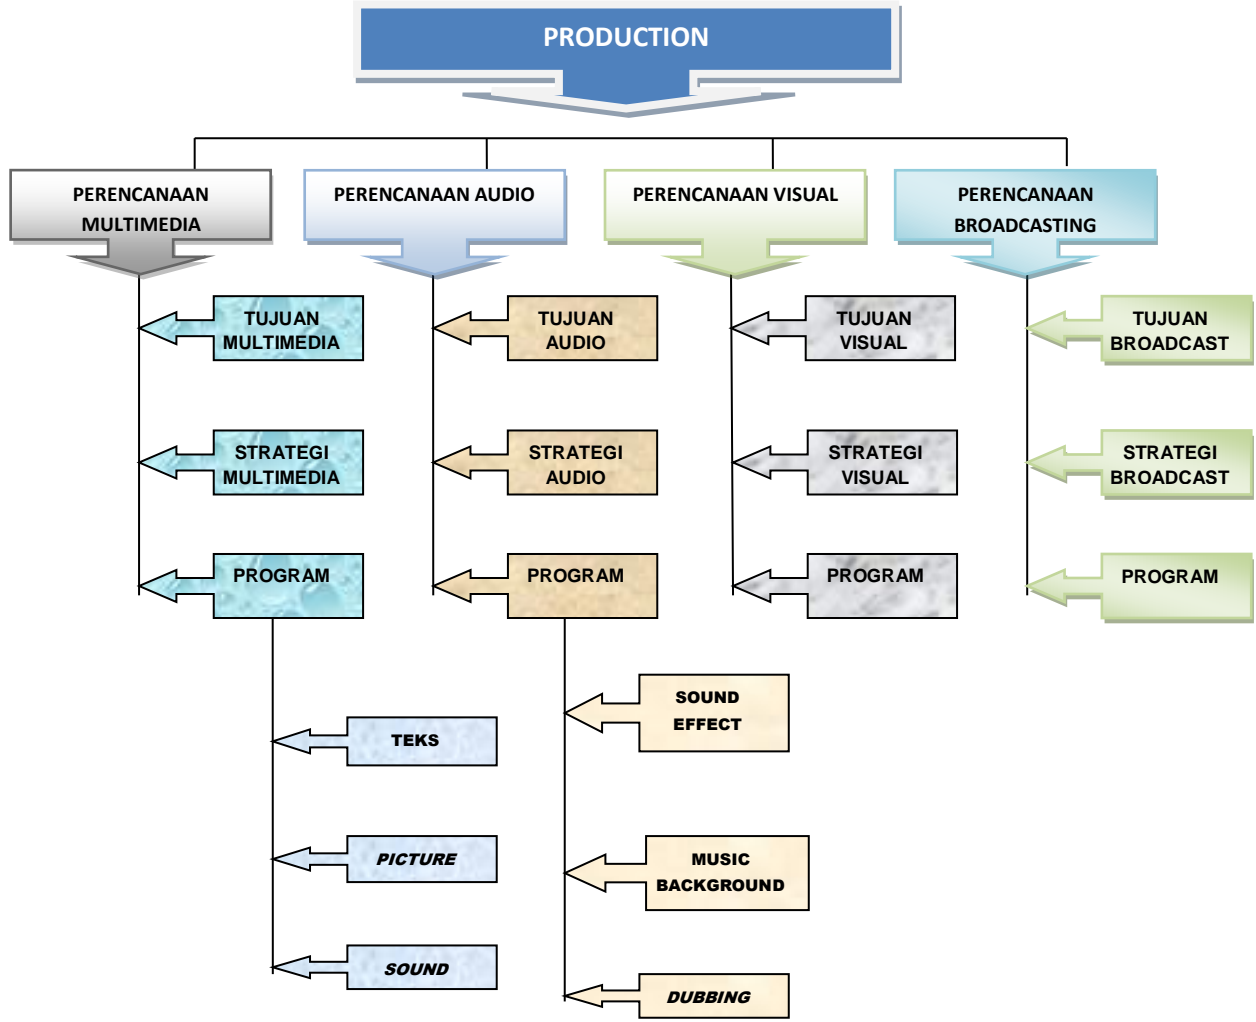 PRODUCTION
PERENCANAAN
MULTIMEDIA
PERENCANAAN AUDIO
PERENCANAAN VISUAL
PERENCANAAN
BROADCASTING
TUJUAN
MULTIMEDIA
TUJUAN
AUDIO
TUJUAN
VISUAL
TUJUAN
BROADCAST
STRATEGI
MULTIMEDIA
STRATEGI
AUDIO
STRATEGI
VISUAL
STRATEGI
BROADCAST
PROGRAM
PROGRAM
PROGRAM
PROGRAM
TEKS
PICTURE
SOUND
SOUND
EFFECT
MUSIC
BACKGROUND
DUBBING